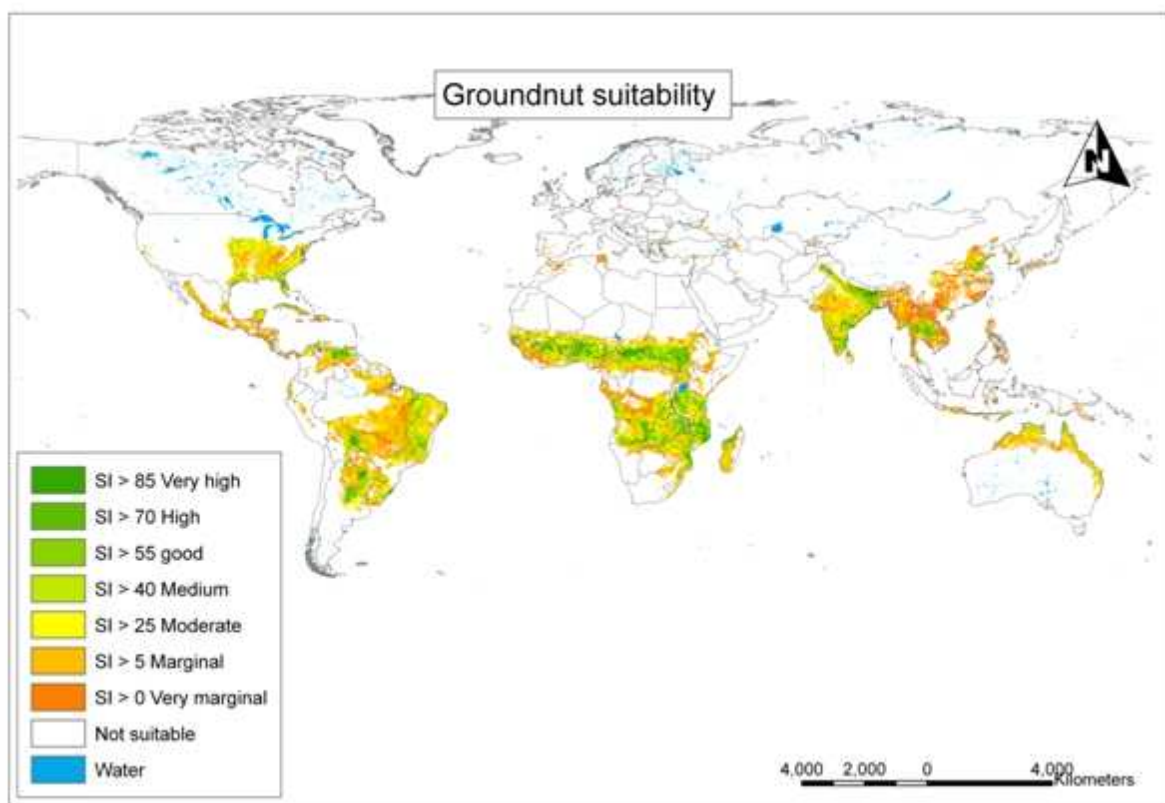 Groundnut suitability
N
SI > 85 Very high
SI > 70 High
SI > 55 good
SI > 40 Medium
SI > 25 Moderate
SI > 5 Marginal
SI > 0 Very marginal
Not suitable
Water
4,000 2,000 0 4,000 Kilometers